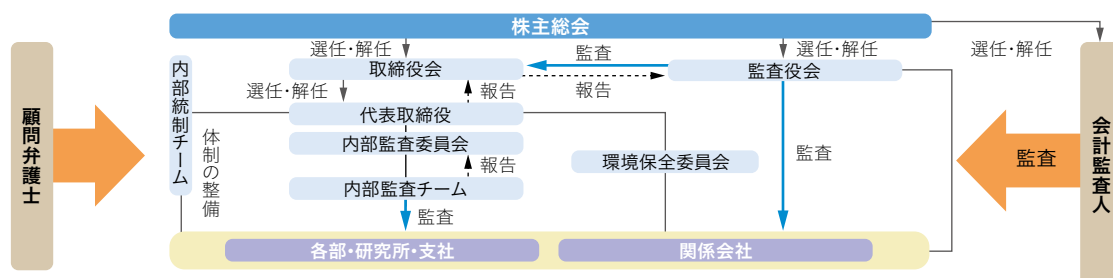 株主総会
選任・解任
選任・解任
選任・解任
監査
取締役会
監査役会
報告
選任・解任
報告
代表取締役
内部統制チーム
体制の整備
内部監査委員会
報告
環境保全委員会
監査
内部監査チーム
監査
顧問弁護士
監査
会計監査人
各部・研究所・支社
関係会社